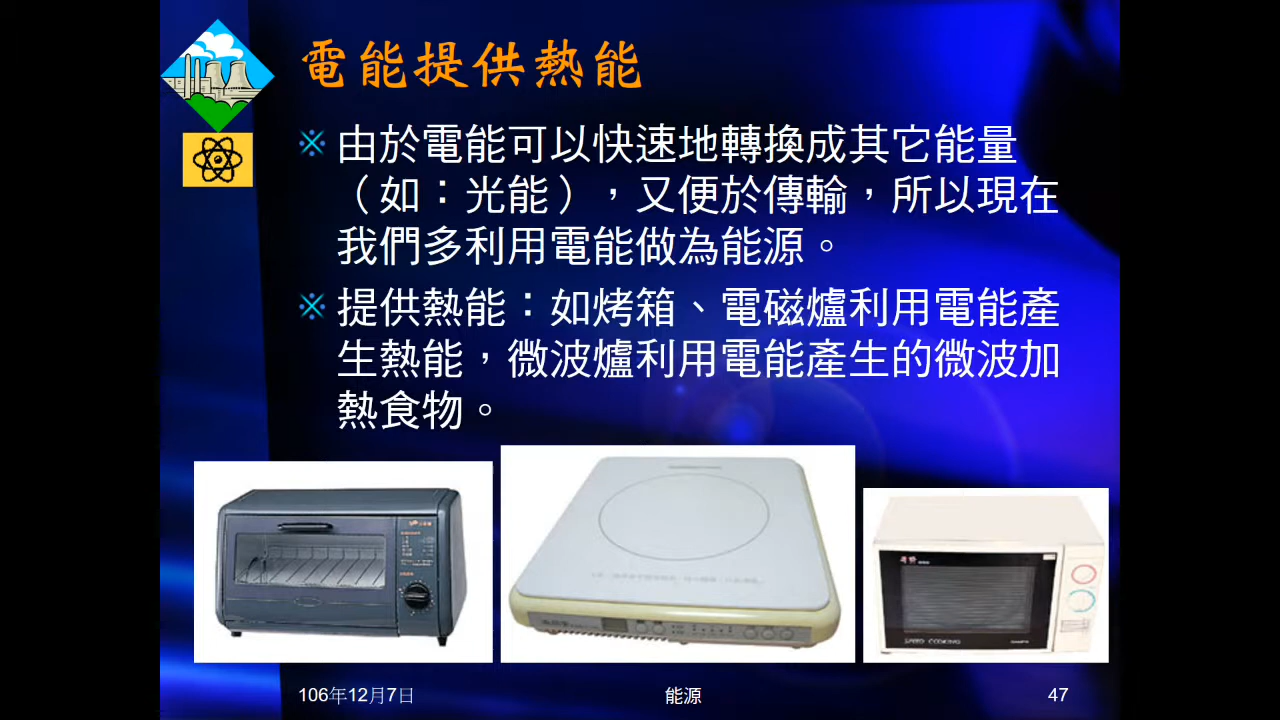 電能提供熱能
※由於電能可以快速地轉換成其它能量
（如：光能），又便於傳輸，所以現在
我們多利用電能做為能源。
※提供熱能：如烤箱、電磁爐利用電能產
生熱能，微波爐利用電能產生的微波加
熱食物。
SPEED COOKING
106年12月7日
能源
47